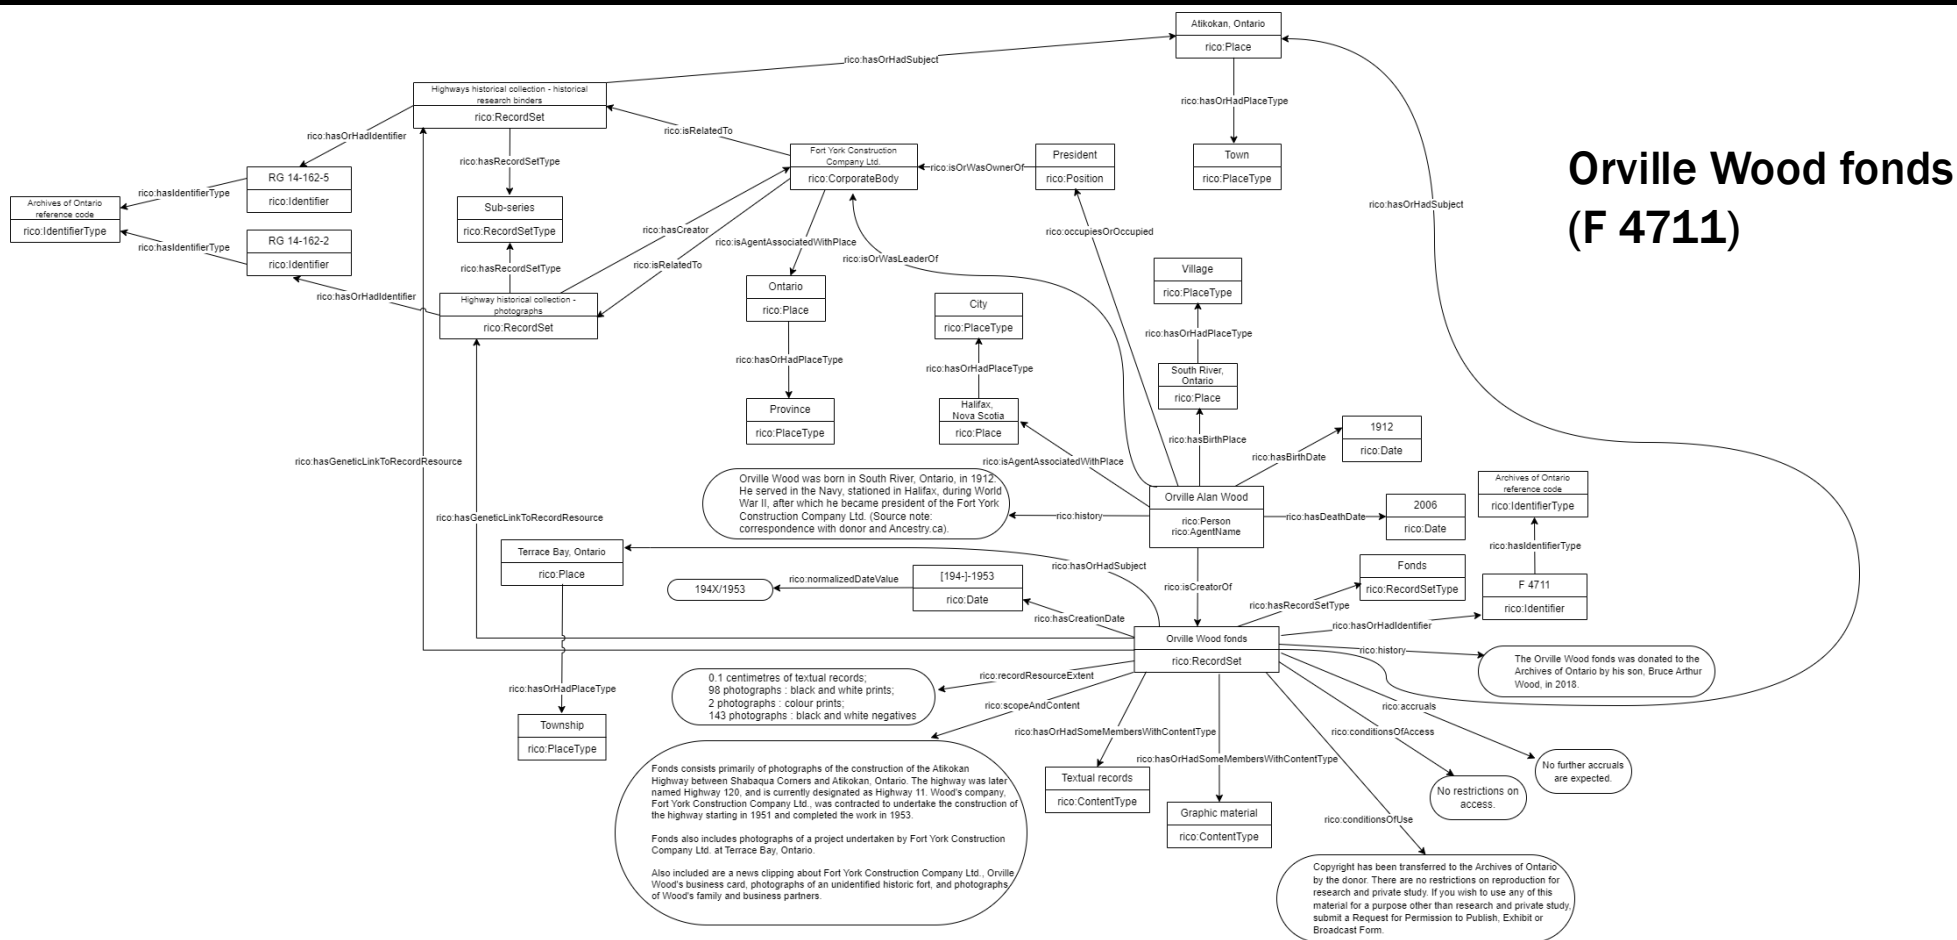 Orville Wood fonds
(F 4711)
Atikokan, Ontario
rico:Place
rico:hasOrHadSubject
rico:hasOrHadPlaceType
Town
rico:PlaceType
rico:hasOrHadSubject
Highways historical collection - historical
research binders
rico:RecordSet
rico:hasOrHadIdentifier
rico:hasRecordSetType
rico:isRelatedTo
RG 14-162-5
rico:Identifier
rico:hasIdentifierType
Archives of Ontario
reference code
rico:IdentifierType
rico:hasIdentifierType
RG 14-162-2
rico:Identifier
rico:hasOrHadIdentifier
Sub-series
rico:RecordSetType
rico:hasRecordSetType
Highway historical collection -
photographs
rico:RecordSet
rico:hasCreator
rico:isRelatedTo
Fort York Construction
Company Ltd.
rico:CorporateBody
rico:isOrWasOwnerOf
President
rico:Position
rico:occupiesOrOccupied
rico:isAgentAssociatedWithPlace
rico:isOrWasLeaderOf
Ontario
rico:Place
rico:hasOrHadPlaceType
Province
rico:PlaceType
City
rico:PlaceType
rico:hasOrHadPlaceType
Halifax,
Nova Scotia
rico:Place
rico:isAgentAssociatedWithPlace
Village
rico:PlaceType
rico:hasOrHadPlaceType
South River,
Ontario
rico:Place
rico:hasBirthPlace
1912
rico:Date
rico:hasBirthDate
rico:hasGeneticLinkToRecordResource
rico:hasGeneticLinkToRecordResource
Orville Wood was born in South River, Ontario, in 1912.
He served in the Navy, stationed in Halifax, during World
War II, after which he became president of the Fort York
Construction Company Ltd. (Source note:
correspondence with donor and Ancestry.ca).
rico:history
Orville Alan Wood
rico:Person
rico:AgentName
rico:hasDeathDate
2006
rico:Date
Archives of Ontario
reference code
rico:IdentifierType
rico:hasIdentifierType
F 4711
rico:Identifier
Terrace Bay, Ontario
rico:Place
rico:hasOrHadSubject
rico:isCreatorOf
Fonds
rico:RecordSetType
rico:hasRecordSetType
194X/1953
rico:normalizedDateValue
[194-]-1953
rico:Date
rico:hasCreationDate
rico:hasOrHadIdentifier
Orville Wood fonds
rico:RecordSet
rico:history
The Orville Wood fonds was donated to the
Archives of Ontario by his son, Bruce Arthur
Wood, in 2018.
rico:hasOrHadPlaceType
Township
rico:PlaceType
0.1 centimetres of textual records;
98 photographs : black and white prints;
2 photographs : colour prints;
143 photographs : black and white negatives
rico:recordResourceExtent
rico:scopeAndContent
rico:hasOrHadSomeMembersWithContentType
rico:hasOrHadSomeMembersWithContentType
rico:accruals
rico:conditionsOfAccess
rico:conditionsOfUse
Fonds consists primarily of photographs of the construction of the Atikokan
Highway between Shabaqua Corners and Atikokan, Ontario. The highway was later
named Highway 120, and is currently designated as Highway 11. Wood's company,
Fort York Construction Company Ltd., was contracted to undertake the construction of
the highway starting in 1951 and completed the work in 1953.
Fonds also includes photographs of a project undertaken by Fort York Construction
Company Ltd. at Terrace Bay, Ontario.
Also included are a news clipping about Fort York Construction Company Ltd., Orville
Wood's business card, photographs of an unidentified historic fort, and photographs
of Wood's family and business partners.
Textual records
rico:ContentType
Graphic material
rico:ContentType
No restrictions on
access.
No further accruals
are expected.
Copyright has been transferred to the Archives of Ontario
by the donor. There are no restrictions on reproduction for
research and private study. If you wish to use any of this
material for a purpose other than research and private study,
submit a Request for Permission to Publish, Exhibit or
Broadcast Form.